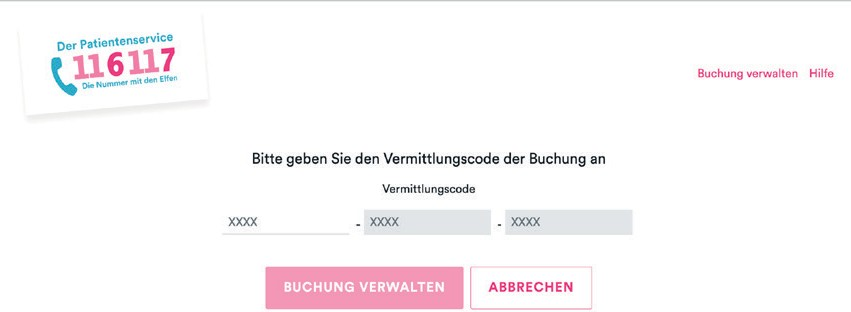 Der Patientenservice
116117
Die Nummer mit den Elfen
Buchung verwalten Hilfe
Bitte geben Sie den Vermittlungscode der Buchung an
Vermittlungscode
XXXX - XXXX - XXXX
BUCHUNG VERWALTEN ABBRECHEN